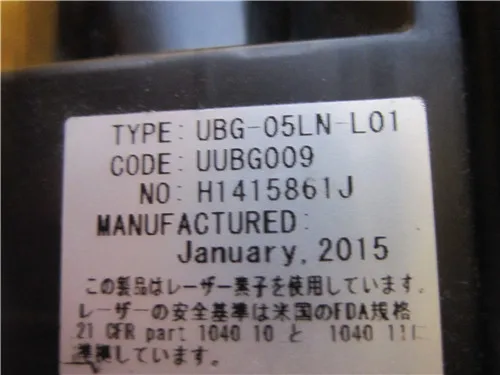 TYPE: UBG-05LN-L01
CODE: UUBG009
NO: H1415861J
MANUFACTURED:
January, 2015
この製品はレーザー素子を使用しています。
レーザーの安全基準は米国のFDA規格
21 CFR part 1040 10 と 1040 11に
準拠しています。